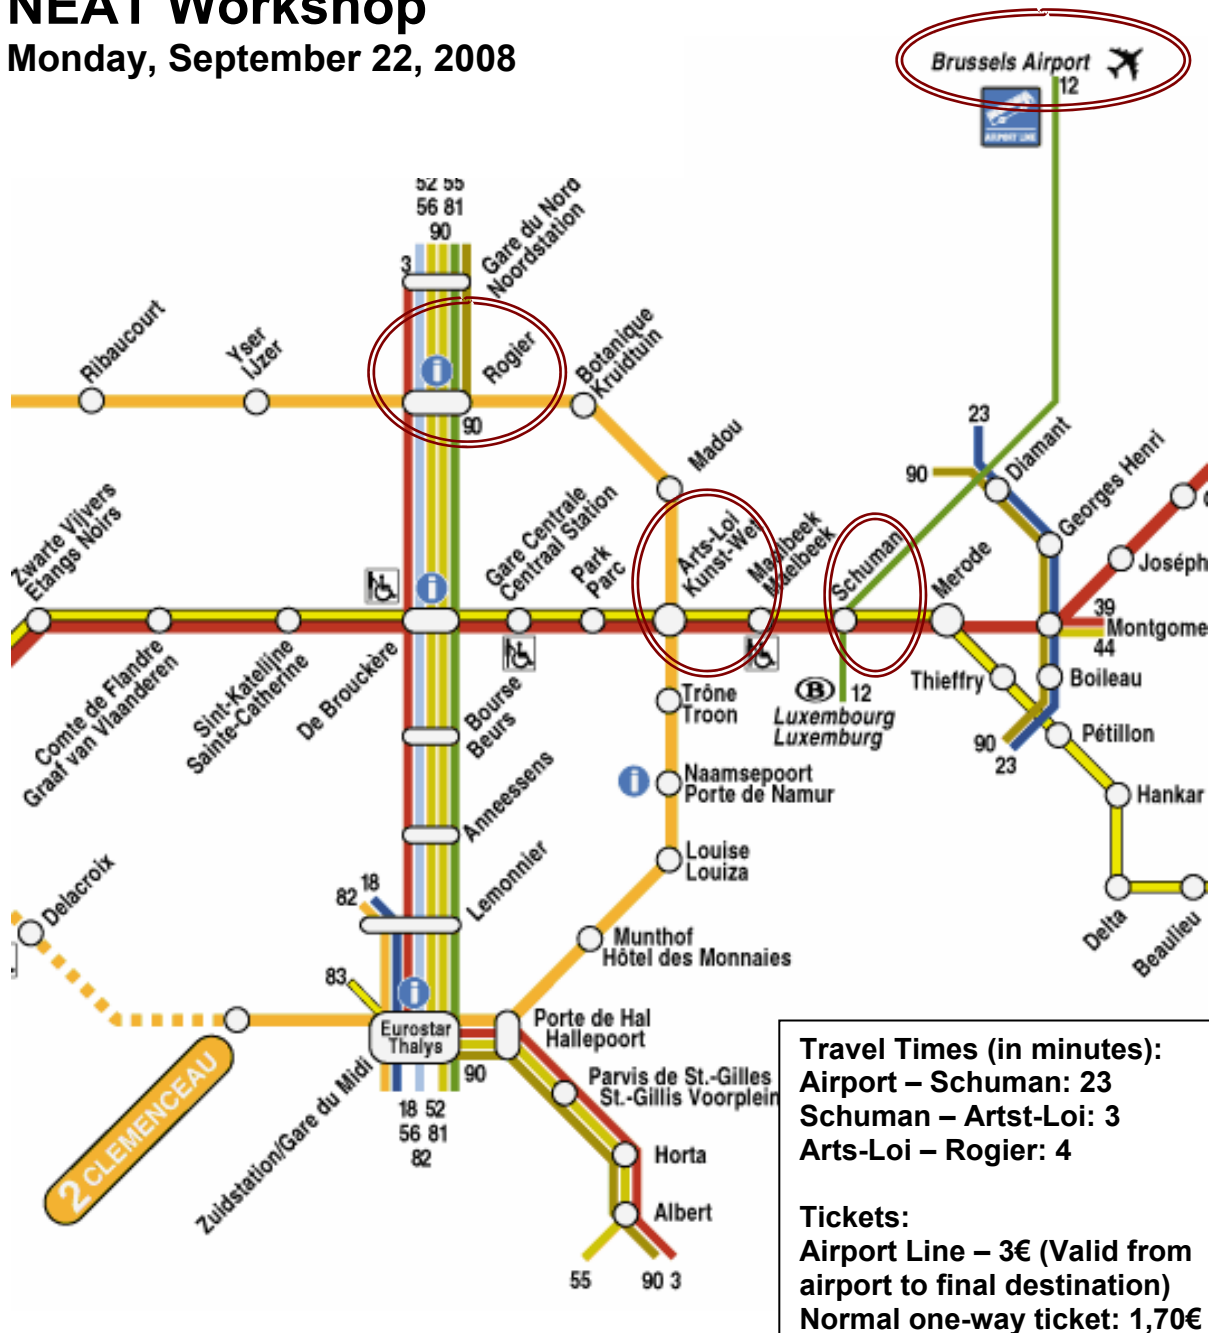 NEAT Workshop
Monday, September 22, 2008
Brussels Airport
12
AIRPORT LINE
52 55
56 81
90
3
Gare du Nord
Noordstation
Ribaucourt
Yser
IJzer
Rogier
90
Botanique
Kruidtuin
Madou
23
90
Diamant
Georges Henri
Zwarte Vijvers
Etangs Noirs
Gare Centrale
Centraal Station
Park
Parc
Arts-Loi
Kunst-Wet
Maalbeek
Maelbeek
Schuman
Merode
Joséph
39
Montgome
44
Comte de Flandre
Graaf van Vlaanderen
Sint-Katelijne
Sainte-Catherine
De Brouckère
Bourse
Beurs
Trône
Troon
B
12
Luxembourg
Luxemburg
Thieffry
Boileau
90
23
Pétillon
Anneessens
Naamsepoort
Porte de Namur
Hankar
Louise
Louiza
Delacroix
82
18
Lemonnier
Delta
Beaulieu
Munthof
Hôtel des Monnaies
83
Eurostar
Thalys
Porte de Hal
Hallepoort
2 CLEMENCEAU
Zuidstation/Gare du Midi
90
18 52
56 81
82
Parvis de St.-Gilles
St.-Gillis Voorplein
Horta
Albert
55
90 3
Travel Times (in minutes):
Airport – Schuman: 23
Schuman – Artst-Loi: 3
Arts-Loi – Rogier: 4
Tickets:
Airport Line – 3€ (Valid from
airport to final destination)
Normal one-way ticket: 1,70€